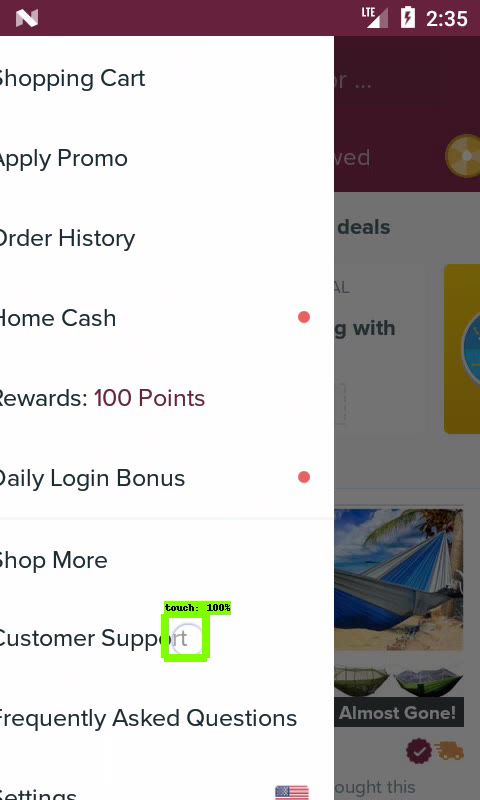 LTE 2:35
Shopping Cart
or ...
Apply Promo
wed
Order History
deals
AL
Home Cash
g with
Rewards: 100 Points
Daily Login Bonus
Shop More
touch: 100%
Customer Support
Frequently Asked Questions
Almost Gone!
Settings
ought this